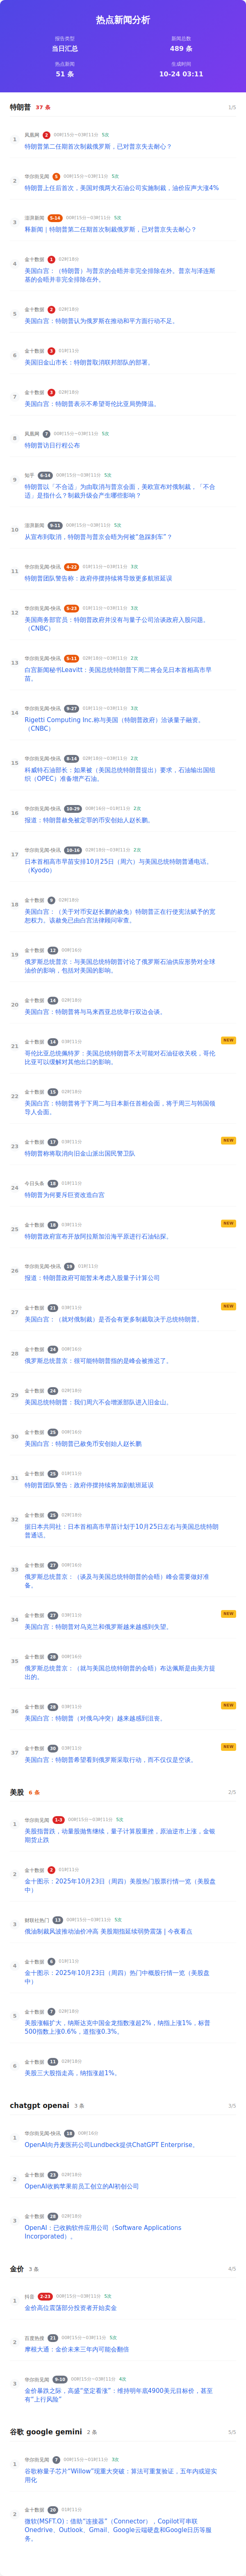 热点新闻分析
报告类型
当日汇总
新闻总数
489 条
热点新闻
51 条
生成时间
10-24 03:11
特朗普 37 条 1/5
1
凤凰网 2 00时15分~03时11分 5次
特朗普第二任期首次制裁俄罗斯，已对普京失去耐心？
2
华尔街见闻 5 00时15分~03时11分 5次
特朗普上任后首次，美国对俄两大石油公司实施制裁，油价应声大涨4%
3
澎湃新闻 5-14 00时15分~03时11分 5次
释新闻｜特朗普第二任期首次制裁俄罗斯，已对普京失去耐心？
4
金十数据 1 02时18分
美国白宫：（特朗普）与普京的会晤并非完全排除在外。普京与泽连斯
基的会晤并非完全排除在外。
5
金十数据 2 02时18分
美国白宫：特朗普认为俄罗斯在推动和平方面行动不足。
6
金十数据 3 01时11分
美国旧金山市长：特朗普取消联邦部队的部署。
7
金十数据 3 02时18分
美国白宫：特朗普表示不希望哥伦比亚局势降温。
8
凤凰网 7 00时15分~03时11分 5次
特朗普访日行程公布
9
知乎 6-14 00时15分~03时11分 5次
特朗普以「不合适」为由取消与普京会面，美欧宣布对俄制裁，「不合
适」是指什么？制裁升级会产生哪些影响？
10
澎湃新闻 9-11 00时15分~03时11分 5次
从宣布到取消，特朗普与普京会晤为何被“急踩刹车”？
11
华尔街见闻-快讯 4-22 01时11分~03时11分 3次
特朗普团队警告称：政府停摆持续将导致更多航班延误
12
华尔街见闻-快讯 5-23 01时11分~03时11分 3次
美国商务部官员：特朗普政府并没有与量子公司洽谈政府入股问题。
（CNBC）
13
华尔街见闻-快讯 5-11 02时18分~03时11分 2次
白宫新闻秘书Leavitt：美国总统特朗普下周二将会见日本首相高市早
苗。
14
华尔街见闻-快讯 9-27 01时11分~03时11分 3次
Rigetti Computing Inc.称与美国（特朗普政府）洽谈量子融资。
（CNBC）
15
华尔街见闻-快讯 8-14 02时18分~03时11分 2次
科威特石油部长：如果被（美国总统特朗普提出）要求，石油输出国组
织（OPEC）准备增产石油。
16
华尔街见闻-快讯 10-29 00时16分~01时11分 2次
报道：特朗普赦免被定罪的币安创始人赵长鹏。
17
华尔街见闻-快讯 10-16 02时18分~03时11分 2次
日本首相高市早苗安排10月25日（周六）与美国总统特朗普通电话。
（Kyodo）
18
金十数据 9 02时18分
美国白宫：（关于对币安赵长鹏的赦免）特朗普正在行使宪法赋予的宽
恕权力。该赦免已由白宫法律顾问审查。
19
金十数据 12 00时16分
俄罗斯总统普京：与美国总统特朗普讨论了俄罗斯石油供应形势对全球
油价的影响，包括对美国的影响。
20
金十数据 14 02时18分
美国白宫：特朗普将与马来西亚总统举行双边会谈。
21
金十数据 14 03时11分 NEW
哥伦比亚总统佩特罗：美国总统特朗普不太可能对石油征收关税，哥伦
比亚可以缓解对其他出口的影响。
22
金十数据 15 02时18分
美国白宫：特朗普将于下周二与日本新任首相会面，将于周三与韩国领
导人会面。
23
金十数据 17 03时11分 NEW
特朗普称将取消向旧金山派出国民警卫队
24
今日头条 18 01时11分
特朗普为何要斥巨资改造白宫
25
金十数据 18 03时11分 NEW
特朗普政府宣布开放阿拉斯加沿海平原进行石油钻探。
26
华尔街见闻-快讯 19 01时11分
报道：特朗普政府可能暂未考虑入股量子计算公司
27
金十数据 21 03时11分 NEW
美国白宫：（就对俄制裁）是否会有更多制裁取决于总统特朗普。
28
金十数据 24 00时16分
俄罗斯总统普京：很可能特朗普指的是峰会被推迟了。
29
金十数据 24 02时18分
美国总统特朗普：我们周六不会增派部队进入旧金山。
30
金十数据 25 00时16分
美国白宫：特朗普已赦免币安创始人赵长鹏
31
金十数据 25 01时11分
特朗普团队警告：政府停摆持续将加剧航班延误
32
金十数据 25 02时18分
据日本共同社：日本首相高市早苗计划于10月25日左右与美国总统特朗
普通话。
33
金十数据 27 00时16分
俄罗斯总统普京：（谈及与美国总统特朗普的会晤）峰会需要做好准
备。
34
金十数据 27 03时11分 NEW
美国白宫：特朗普对乌克兰和俄罗斯越来越感到失望。
35
金十数据 28 00时16分
俄罗斯总统普京：（就与美国总统特朗普的会晤）布达佩斯是由美方提
出的。
36
金十数据 29 03时11分 NEW
美国白宫：特朗普（对俄乌冲突）越来越感到沮丧。
37
金十数据 30 03时11分 NEW
美国白宫：特朗普希望看到俄罗斯采取行动，而不仅仅是空谈。
美股 6 条 2/5
1
华尔街见闻 1-3 00时15分~03时11分 5次
美股指普跌，动量股抛售继续，量子计算股重挫，原油逆市上涨，金银
期货止跌
2
金十数据 2 01时11分
金十图示：2025年10月23日（周四）美股热门股票行情一览（美股盘
中）
3
财联社热门 13 00时15分~03时11分 5次
俄油制裁风波推动油价冲高 美股期指延续弱势震荡 | 今夜看点
4
金十数据 6 01时11分
金十图示：2025年10月23日（周四）热门中概股行情一览（美股盘
中）
5
金十数据 7 02时18分
美股涨幅扩大，纳斯达克中国金龙指数涨超2%，纳指上涨1%，标普
500指数上涨0.6%，道指涨0.3%。
6
金十数据 11 02时18分
美股三大股指走高，纳指涨超1%。
chatgpt openai 3 条 3/5
1
华尔街见闻-快讯 18 00时16分
OpenAI向丹麦医药公司Lundbeck提供ChatGPT Enterprise。
2
金十数据 23 02时18分
OpenAI收购苹果前员工创立的AI初创公司
3
金十数据 28 02时18分
OpenAI：已收购软件应用公司（Software Applications
Incorporated）。
金价 3 条 4/5
1
抖音 2-23 00时15分~03时11分 5次
金价高位震荡部分投资者开始卖金
2
百度热搜 21 00时15分~03时11分 5次
摩根大通：金价未来三年内可能会翻倍
3
华尔街见闻 9-10 00时15分~03时11分 4次
金价暴跌之际，高盛“坚定看涨”：维持明年底4900美元目标价，甚至
有“上行风险”
谷歌 google gemini 2 条 5/5
1
华尔街见闻 7 00时15分~03时11分 3次
谷歌称量子芯片“Willow”现重大突破：算法可重复验证，五年内或迎实
用化
2
金十数据 20 01时11分
微软(MSFT.O)：借助“连接器”（Connector），Copilot可串联
Onedrive、Outlook、Gmail、Google云端硬盘和Google日历等服
务。